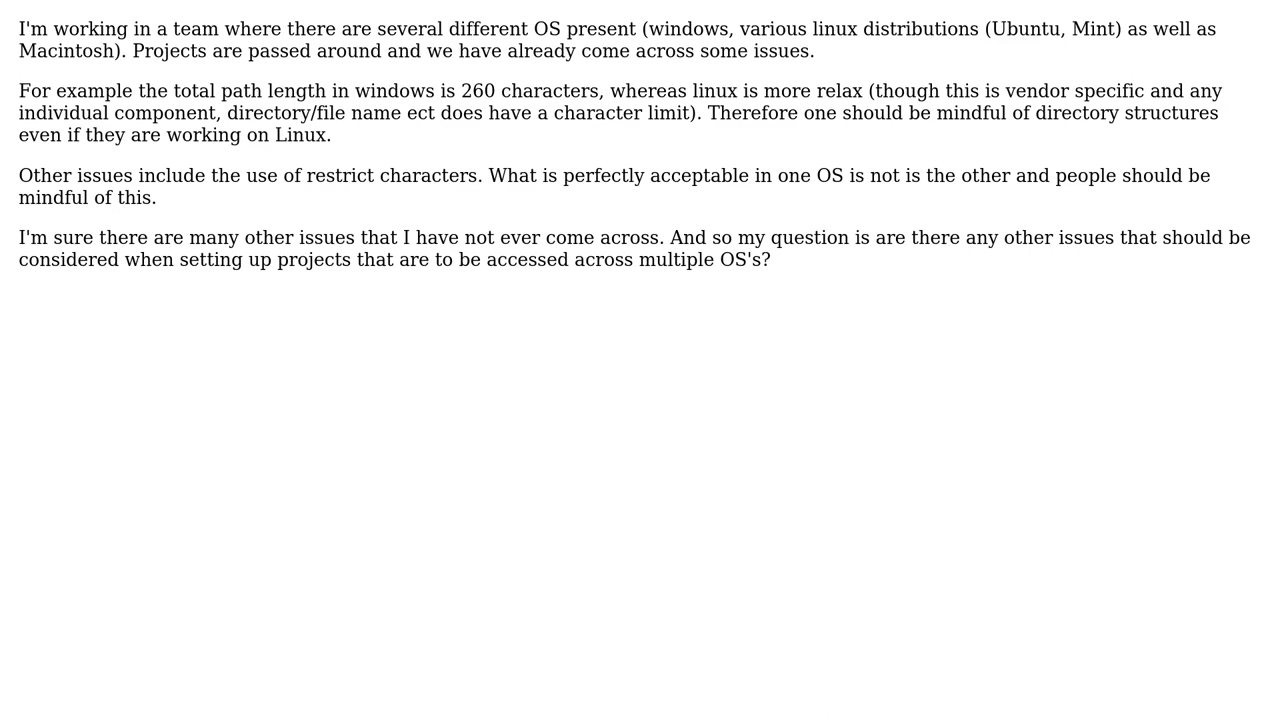 I'm working in a team where there are several different OS present (windows, various linux distributions (Ubuntu, Mint) as well as
Macintosh). Projects are passed around and we have already come across some issues.
For example the total path length in windows is 260 characters, whereas linux is more relax (though this is vendor specific and any
individual component, directory/file name ect does have a character limit). Therefore one should be mindful of directory structures
even if they are working on Linux.
Other issues include the use of restrict characters. What is perfectly acceptable in one OS is not is the other and people should be
mindful of this.
I'm sure there are many other issues that I have not ever come across. And so my question is are there any other issues that should be
considered when setting up projects that are to be accessed across multiple OS's?